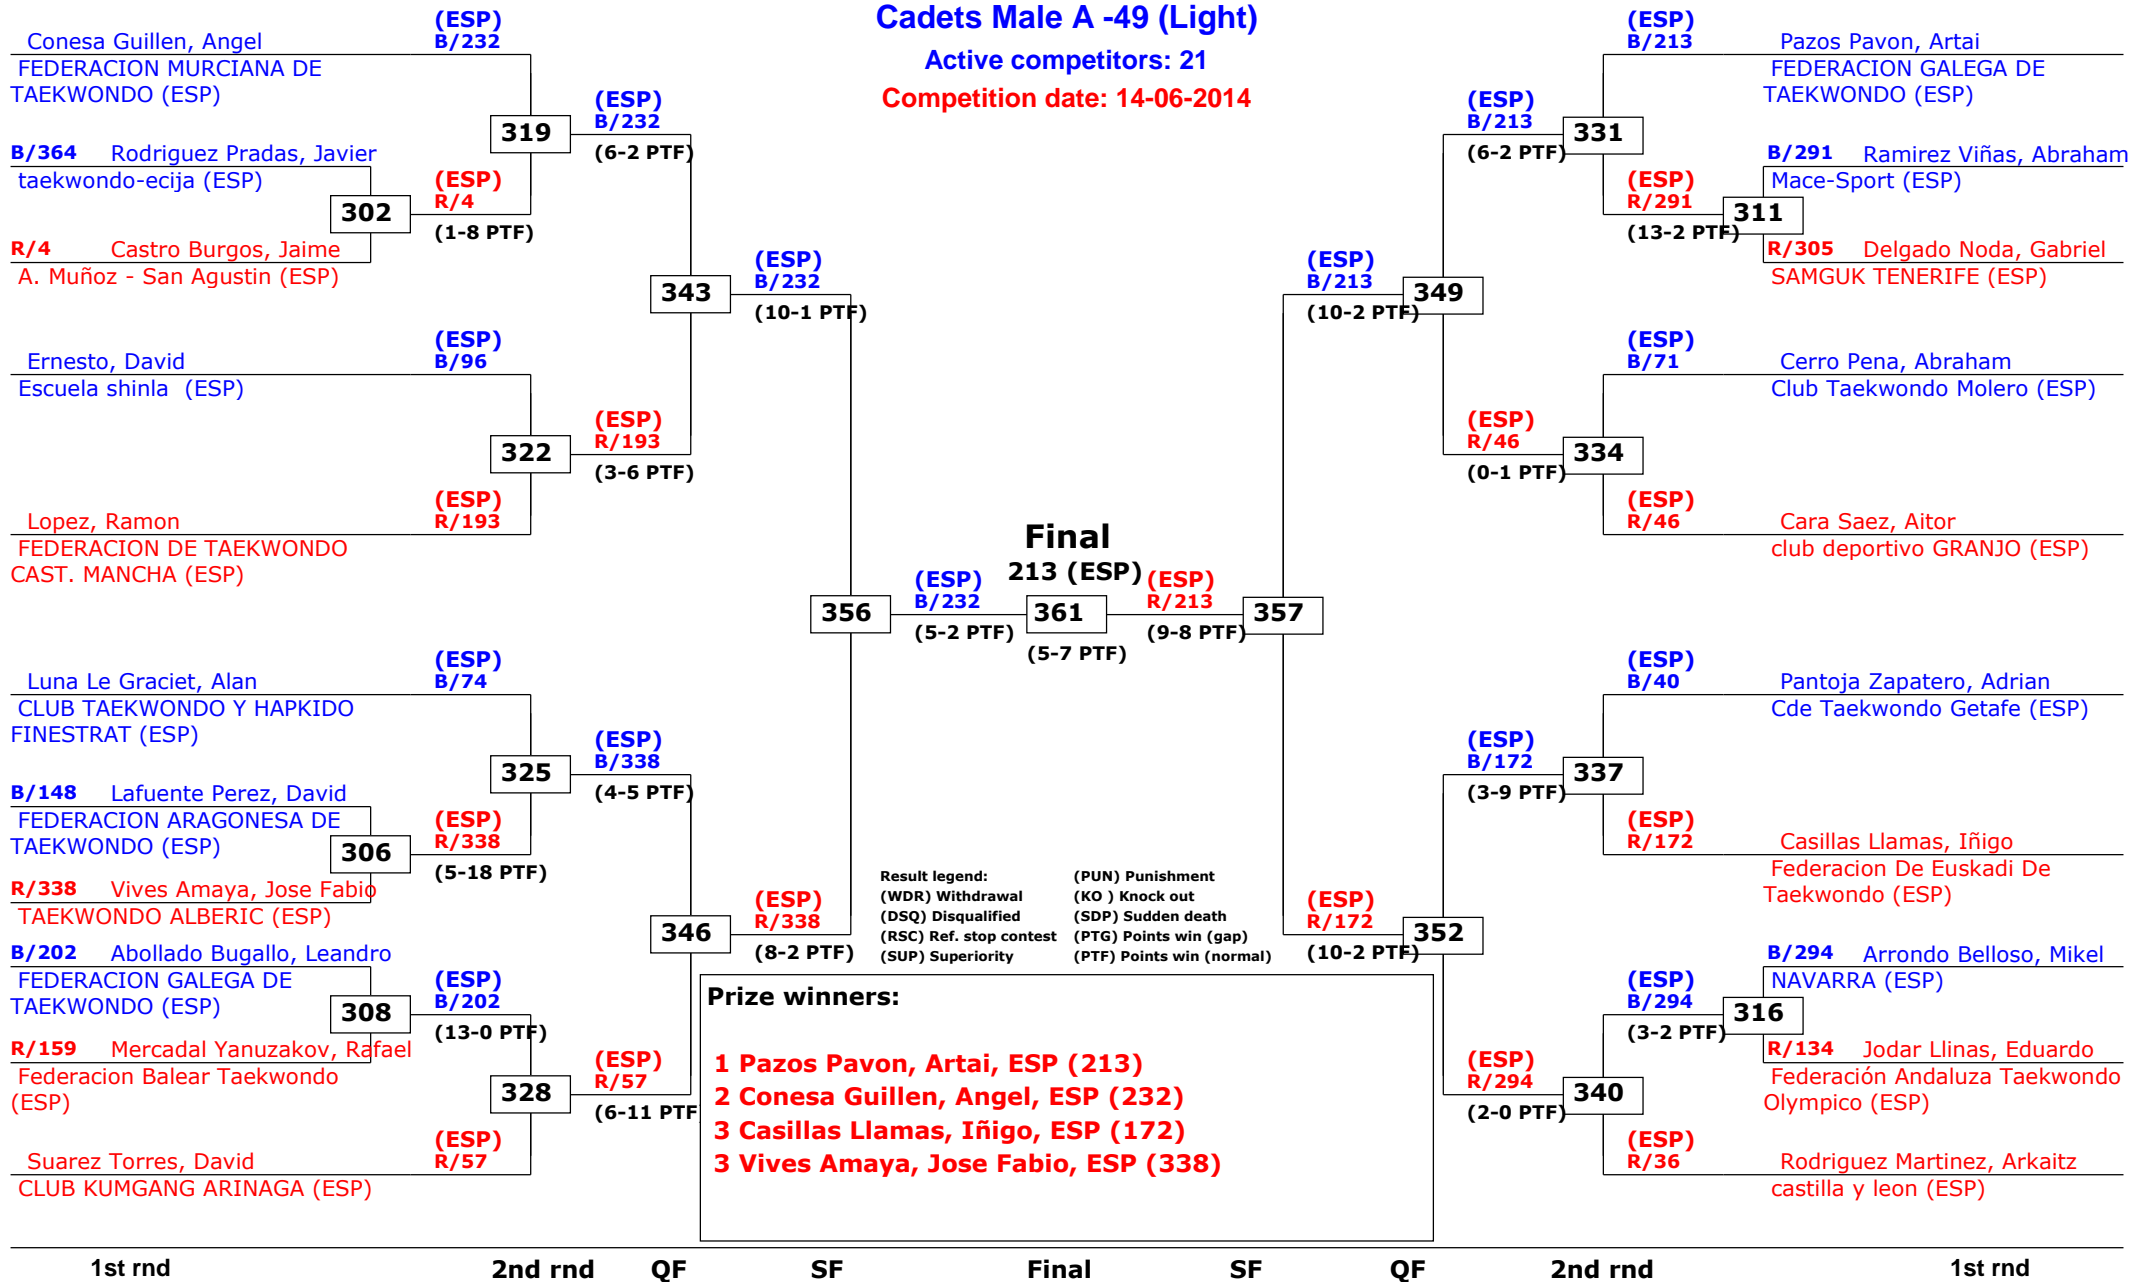 Cadets Male A -49 (Light)
Active competitors: 21
Competition date: 14-06-2014
Conesa Guillen, Angel
FEDERACION MURCIANA DE
TAEKWONDO (ESP)
(ESP)
B/232
B/364 Rodriguez Pradas, Javier
taekwondo-ecija (ESP)
302
R/4 Castro Burgos, Jaime
A. Muñoz - San Agustin (ESP)
(ESP)
R/4
(1-8 PTF)
319
(ESP)
B/232
(6-2 PTF)
Ernesto, David
Escuela shinla (ESP)
(ESP)
B/96
322
Lopez, Ramon
FEDERACION DE TAEKWONDO
CAST. MANCHA (ESP)
(ESP)
R/193
(ESP)
R/193
(3-6 PTF)
343
(ESP)
B/232
(10-1 PTF)
Luna Le Graciet, Alan
CLUB TAEKWONDO Y HAPKIDO
FINESTRAT (ESP)
(ESP)
B/74
B/148 Lafuente Perez, David
FEDERACION ARAGONESA DE
TAEKWONDO (ESP)
306
R/338 Vives Amaya, Jose Fabio
TAEKWONDO ALBERIC (ESP)
(ESP)
R/338
(5-18 PTF)
325
(ESP)
B/338
(4-5 PTF)
B/202 Abollado Bugallo, Leandro
FEDERACION GALEGA DE
TAEKWONDO (ESP)
308
R/159 Mercadal Yanuzakov, Rafael
Federacion Balear Taekwondo
(ESP)
(ESP)
B/202
(13-0 PTF)
328
Suarez Torres, David
CLUB KUMGANG ARINAGA (ESP)
(ESP)
R/57
(ESP)
R/57
(6-11 PTF)
346
(ESP)
R/338
(8-2 PTF)
356
(ESP)
B/232
(5-2 PTF)
Final
213 (ESP)
361
(5-7 PTF)
(ESP)
R/213
(9-8 PTF)
357
(ESP)
B/213
(10-2 PTF)
349
(ESP)
B/213
(6-2 PTF)
331
(ESP)
B/213
Pazos Pavon, Artai
FEDERACION GALEGA DE
TAEKWONDO (ESP)
(ESP)
R/291
(13-2 PTF)
311
B/291 Ramirez Viñas, Abraham
Mace-Sport (ESP)
R/305 Delgado Noda, Gabriel
SAMGUK TENERIFE (ESP)
(ESP)
R/46
(0-1 PTF)
334
(ESP)
B/71
Cerro Pena, Abraham
Club Taekwondo Molero (ESP)
(ESP)
R/46
Cara Saez, Aitor
club deportivo GRANJO (ESP)
(ESP)
R/172
(10-2 PTF)
352
(ESP)
B/172
(3-9 PTF)
337
(ESP)
B/40
Pantoja Zapatero, Adrian
Cde Taekwondo Getafe (ESP)
(ESP)
R/172
Casillas Llamas, Iñigo
Federacion De Euskadi De
Taekwondo (ESP)
(ESP)
R/294
(2-0 PTF)
340
(ESP)
B/294
(3-2 PTF)
316
B/294 Arrondo Belloso, Mikel
NAVARRA (ESP)
R/134 Jodar Llinas, Eduardo
Federación Andaluza Taekwondo
Olympico (ESP)
(ESP)
R/36
Rodriguez Martinez, Arkaitz
castilla y leon (ESP)
Result legend:
(WDR) Withdrawal
(DSQ) Disqualified
(RSC) Ref. stop contest
(SUP) Superiority
(PUN) Punishment
(KO ) Knock out
(SDP) Sudden death
(PTG) Points win (gap)
(PTF) Points win (normal)
Prize winners:
1 Pazos Pavon, Artai, ESP (213)
2 Conesa Guillen, Angel, ESP (232)
3 Casillas Llamas, Iñigo, ESP (172)
3 Vives Amaya, Jose Fabio, ESP (338)
1st rnd 2nd rnd QF SF Final SF QF 2nd rnd 1st rnd